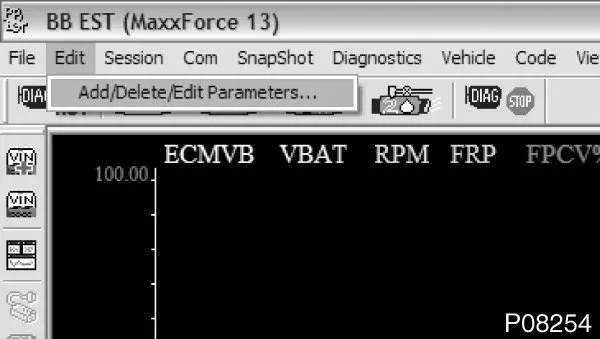 BB EST (MaxxForce 13)
File Edit Session Com SnapShot Diagnostics Vehicle Code Vie
Add/Delete/Edit Parameters...
DIAG STOP
VIN
ECMVB VBAT RPM FRP FPCV%
100.00
VIN
P08254